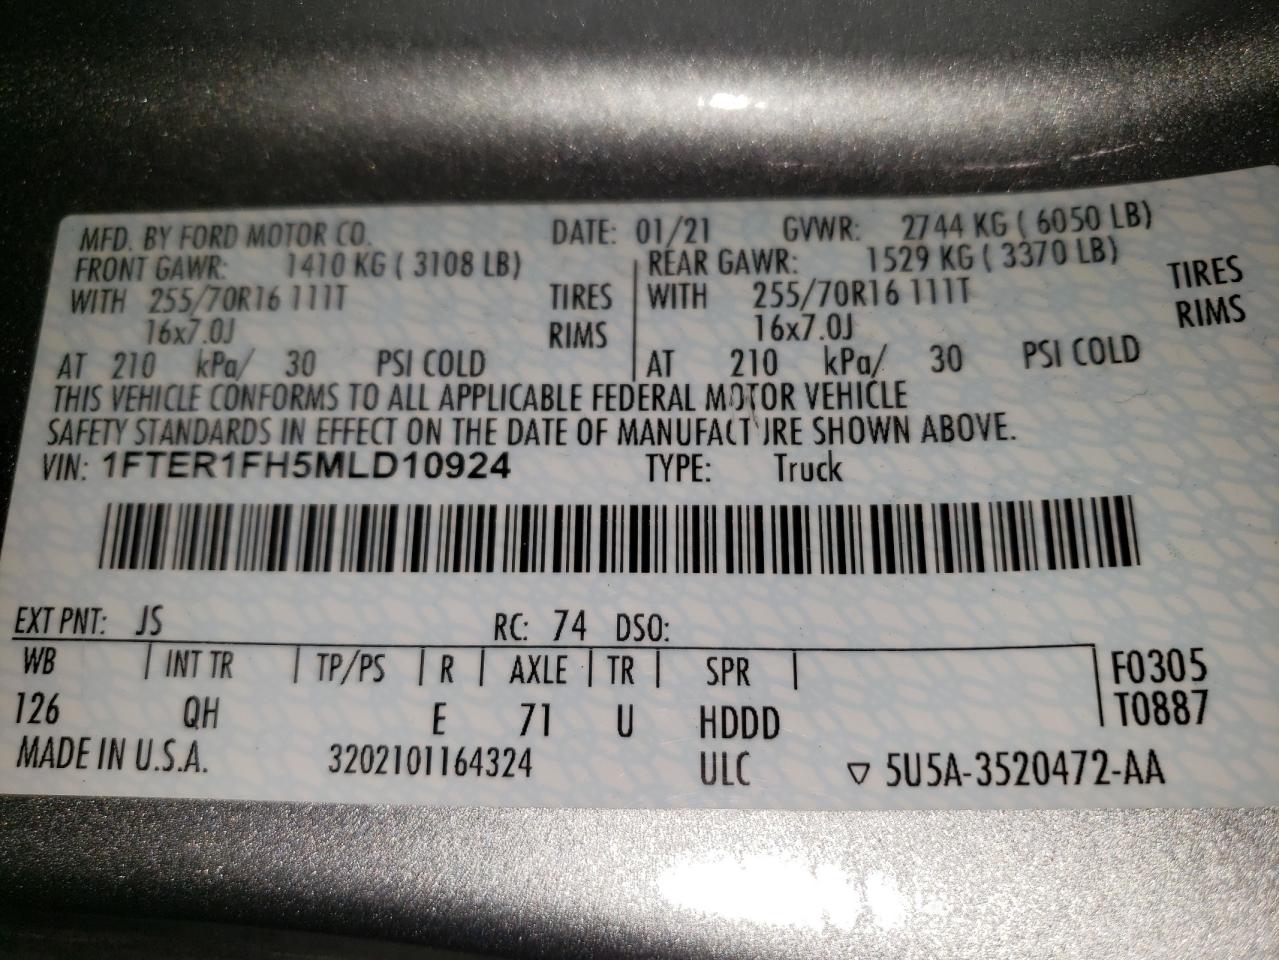 MFD. BY FORD MOTOR CO. DATE: 01/21 GVWR: 2744 KG ( 6050 LB)
FRONT GAWR: 1410 KG ( 3108 LB) REAR GAWR: 1529 KG ( 3370 LB)
WITH 255/70R16 111T TIRES WITH 255/70R16 111T TIRES
16x7.0J RIMS 16x7.0J RIMS
AT 210 kPa/ 30 PSI COLD AT 210 kPa/ 30 PSI COLD
THIS VEHICLE CONFORMS TO ALL APPLICABLE FEDERAL MOTOR VEHICLE
SAFETY STANDARDS IN EFFECT ON THE DATE OF MANUFACTURE SHOWN ABOVE.
VIN: 1FTER1FH5MLD10924 TYPE: Truck
EXT PNT: JS RC: 74 DSO:
WB INT TR TP/PS R AXLE TR SPR F0305
126 QH E 71 U HDDD T0887
MADE IN U.S.A. 3202101164324 ULC ▽ 5U5A-3520472-AA